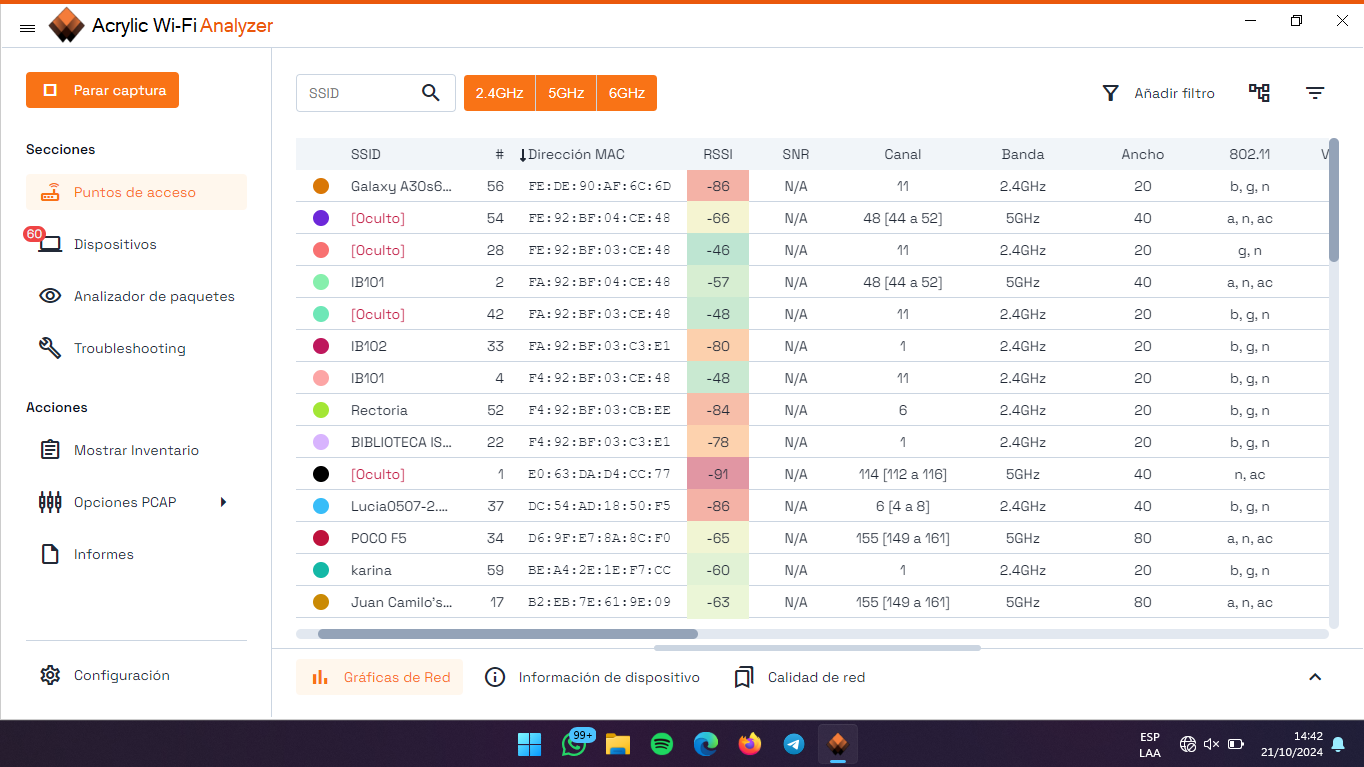 Acrylic Wi-Fi Analyzer
Parar captura
Secciones
Puntos de acceso
60
Dispositivos
Analizador de paquetes
Troubleshooting
Acciones
Mostrar Inventario
Opciones PCAP
Informes
Configuración
SSID 2.4GHz 5GHz 6GHz Añadir filtro
SSID # Dirección MAC RSSI SNR Canal Banda Ancho 802.11 V
Galaxy A30s6... 56 FE:DE:90:AF:6C:6D -86 N/A 11 2.4GHz 20 b, g, n
[Oculto] 54 FE:92:BF:04:CE:48 -66 N/A 48 [44 a 52] 5GHz 40 a, n, ac
[Oculto] 28 FE:92:BF:03:CE:48 -46 N/A 11 2.4GHz 20 g, n
IB101 2 FA:92:BF:04:CE:48 -57 N/A 48 [44 a 52] 5GHz 40 a, n, ac
[Oculto] 42 FA:92:BF:03:CE:48 -48 N/A 11 2.4GHz 20 b, g, n
IB102 33 FA:92:BF:03:C3:E1 -80 N/A 1 2.4GHz 20 b, g, n
IB101 4 F4:92:BF:03:CE:48 -48 N/A 11 2.4GHz 20 b, g, n
Rectoria 52 F4:92:BF:03:CB:EE -84 N/A 6 2.4GHz 20 b, g, n
BIBLIOTECA IS... 22 F4:92:BF:03:C3:E1 -78 N/A 1 2.4GHz 20 b, g, n
[Oculto] 1 E0:63:DA:D4:CC:77 -91 N/A 114 [112 a 116] 5GHz 40 n, ac
Lucia0507-2.... 37 DC:54:AD:18:50:F5 -86 N/A 6 [4 a 8] 2.4GHz 40 b, g, n
POCO F5 34 D6:9F:E7:8A:8C:F0 -65 N/A 155 [149 a 161] 5GHz 80 a, n, ac
karina 59 BE:A4:2E:1E:F7:CC -60 N/A 1 2.4GHz 20 b, g, n
Juan Camilo's... 17 B2:EB:7E:61:9E:09 -63 N/A 155 [149 a 161] 5GHz 80 a, n, ac
Gráficas de Red Información de dispositivo Calidad de red
99+
ESP
LAA
14:42
21/10/2024